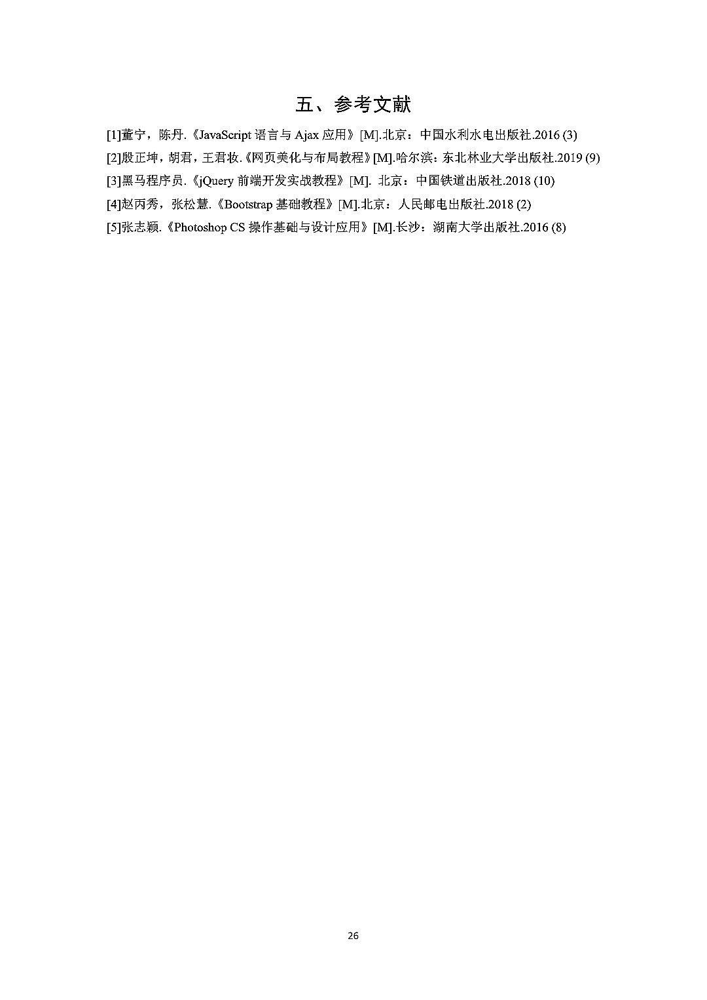 五、参考文献
[1]董宁，陈丹.《JavaScript 语言与 Ajax 应用》[M].北京：中国水利水电出版社.2016 (3)
[2]殷正坤，胡君，王君妆.《网页美化与布局教程》[M].哈尔滨：东北林业大学出版社.2019 (9)
[3]黑马程序员.《jQuery 前端开发实战教程》[M]. 北京：中国铁道出版社.2018 (10)
[4]赵丙秀，张松慧.《Bootstrap 基础教程》[M].北京：人民邮电出版社.2018 (2)
[5]张志颖.《Photoshop CS 操作基础与设计应用》[M].长沙：湖南大学出版社.2016 (8)
26